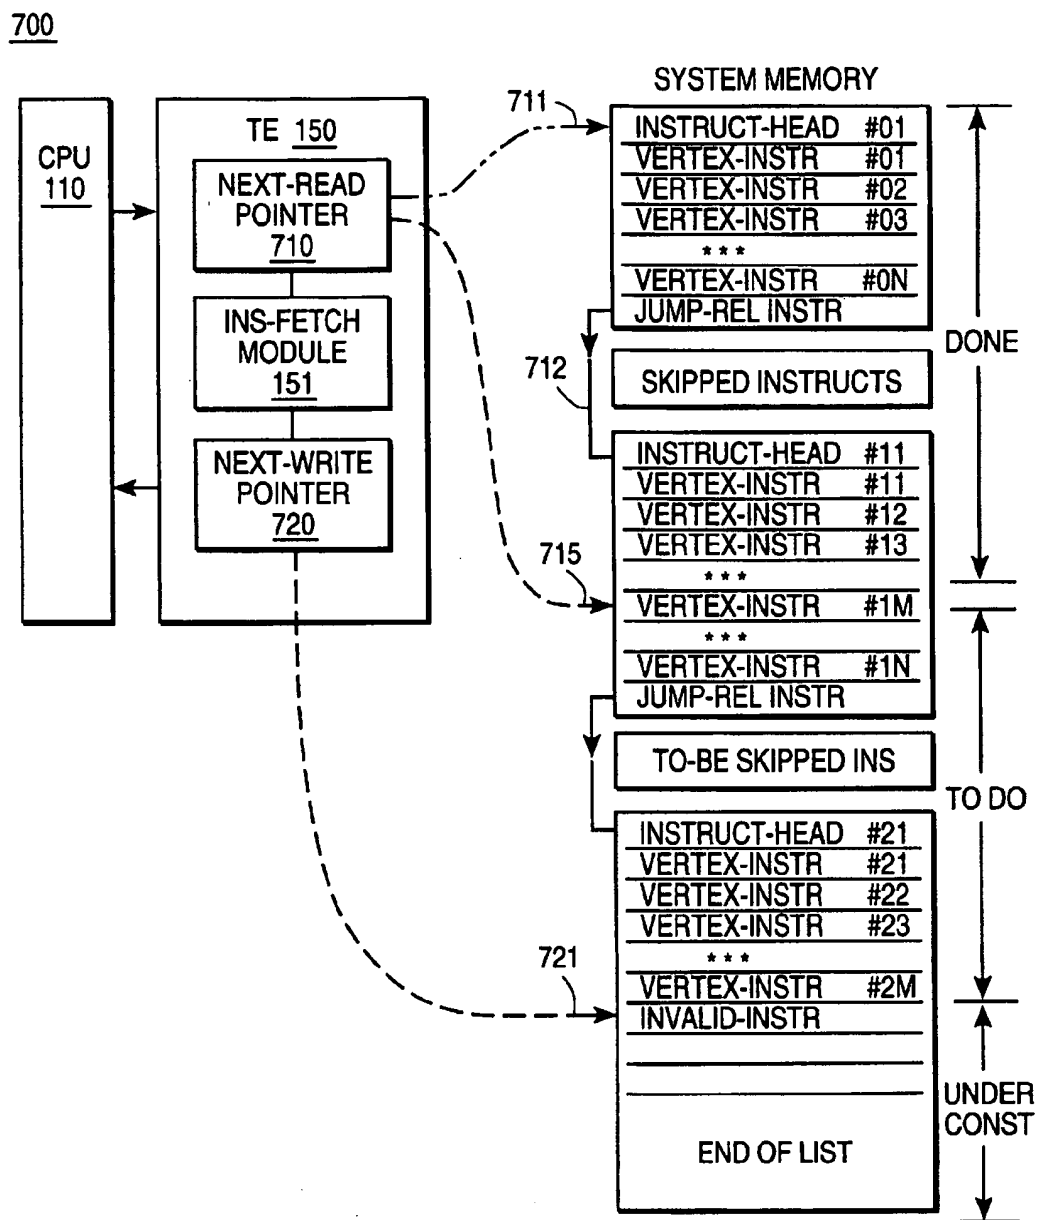 700
SYSTEM MEMORY
CPU
110
TE 150
NEXT-READ
POINTER
710
INS-FETCH
MODULE
151
NEXT-WRITE
POINTER
720
711
INSTRUCT-HEAD #01
VERTEX-INSTR #01
VERTEX-INSTR #02
VERTEX-INSTR #03
* * *
VERTEX-INSTR #0N
JUMP-REL INSTR
DONE
712
SKIPPED INSTRUCTS
INSTRUCT-HEAD #11
VERTEX-INSTR #11
VERTEX-INSTR #12
VERTEX-INSTR #13
* * *
715
VERTEX-INSTR #1M
* * *
VERTEX-INSTR #1N
JUMP-REL INSTR
TO-BE SKIPPED INS
TO DO
INSTRUCT-HEAD #21
VERTEX-INSTR #21
VERTEX-INSTR #22
VERTEX-INSTR #23
* * *
721
VERTEX-INSTR #2M
INVALID-INSTR
UNDER
CONST
END OF LIST